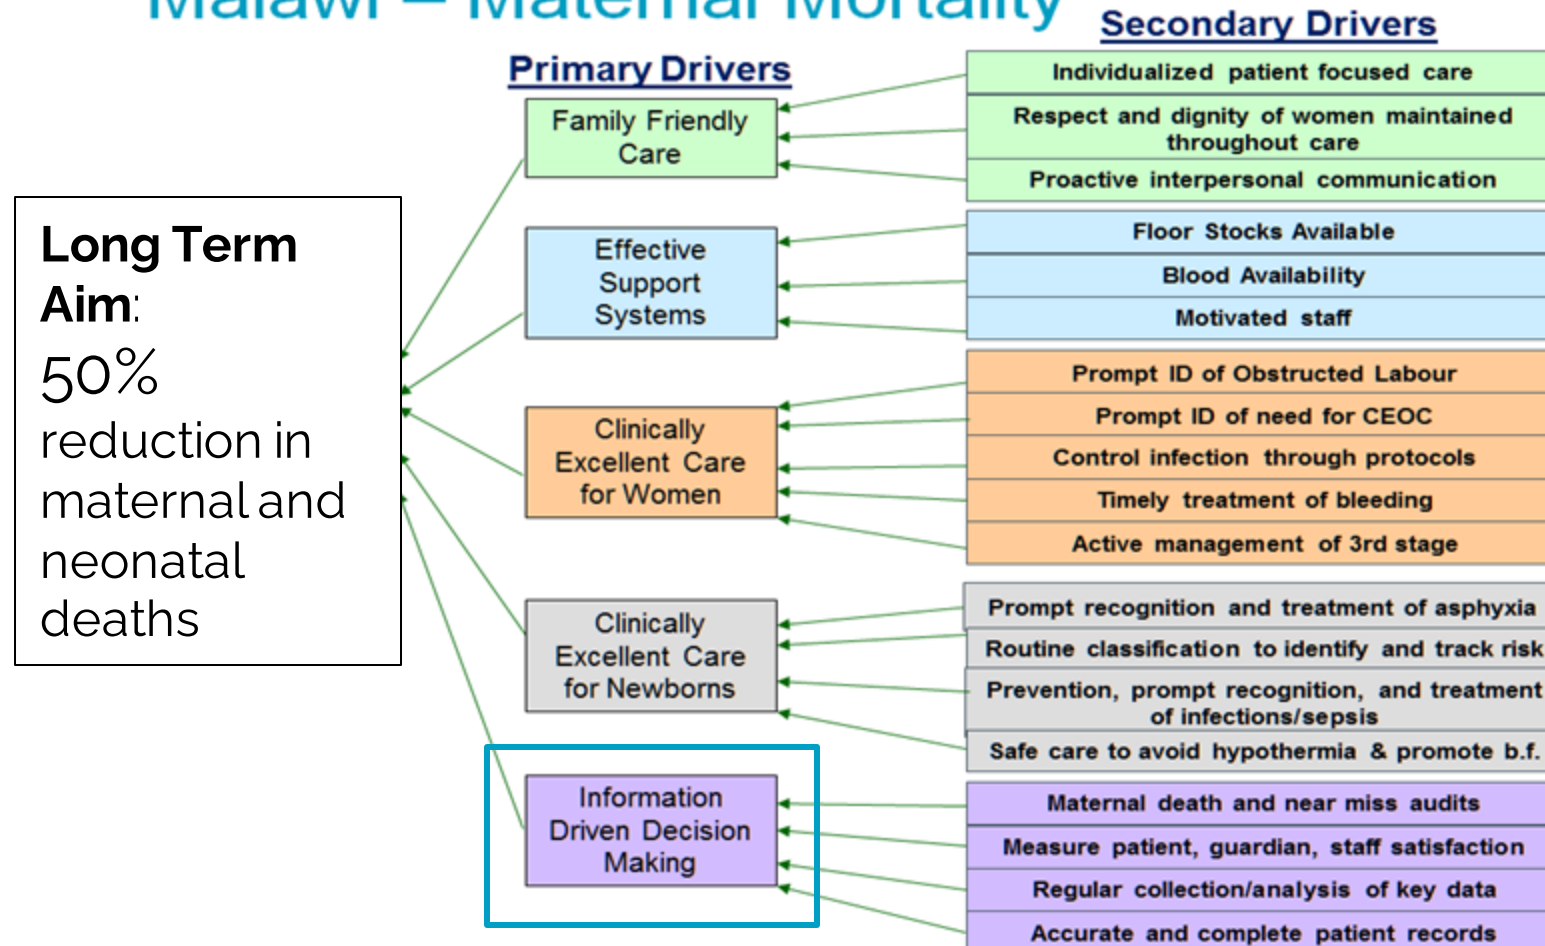 Malawi – Maternal Mortality
Secondary Drivers
Primary Drivers
Long Term
Aim:
50%
reduction in
maternal and
neonatal
deaths
Family Friendly
Care
Individualized patient focused care
Respect and dignity of women maintained
throughout care
Proactive interpersonal communication
Effective
Support
Systems
Floor Stocks Available
Blood Availability
Motivated staff
Clinically
Excellent Care
for Women
Prompt ID of Obstructed Labour
Prompt ID of need for CEOC
Control infection through protocols
Timely treatment of bleeding
Active management of 3rd stage
Clinically
Excellent Care
for Newborns
Prompt recognition and treatment of asphyxia
Routine classification to identify and track risk
Prevention, prompt recognition, and treatment
of infections/sepsis
Safe care to avoid hypothermia & promote b.f.
Information
Driven Decision
Making
Maternal death and near miss audits
Measure patient, guardian, staff satisfaction
Regular collection/analysis of key data
Accurate and complete patient records